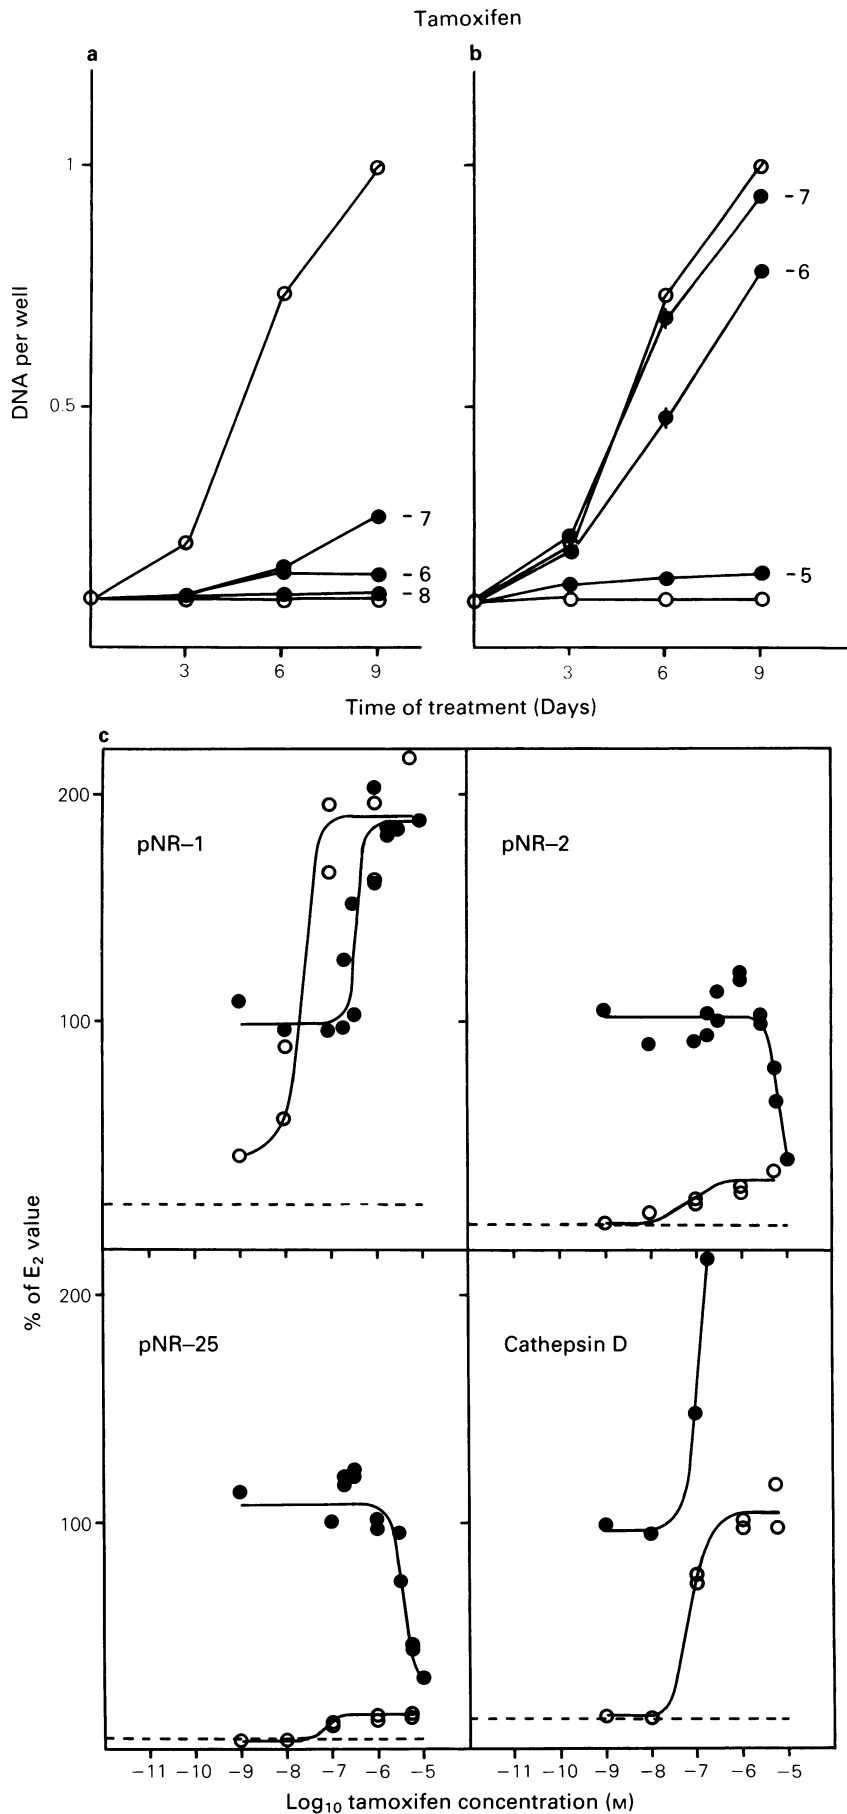 Tamoxifen
a
b
1
0.5
DNA per well
-7
-6
-8
-7
-6
-5
3 6 9
3 6 9
Time of treatment (Days)
c
200
100
pNR–1
pNR–2
% of E₂ value
200
100
pNR–25
Cathepsin D
−11 −10 −9 −8 −7 −6 −5
−11 −10 −9 −8 −7 −6 −5
Log₁₀ tamoxifen concentration (M)